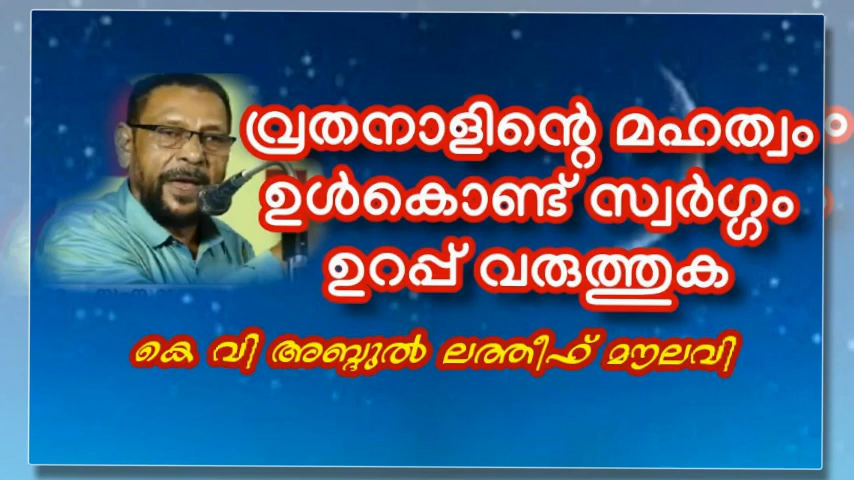 വ്രതനാളിന്റെ മഹത്വം
ഉൾകൊണ്ട് സ്വർഗ്ഗം
ഉറപ്പ് വരുത്തുക
കെ വി അബ്ദുൽ ലത്തീഫ് മൗലവി